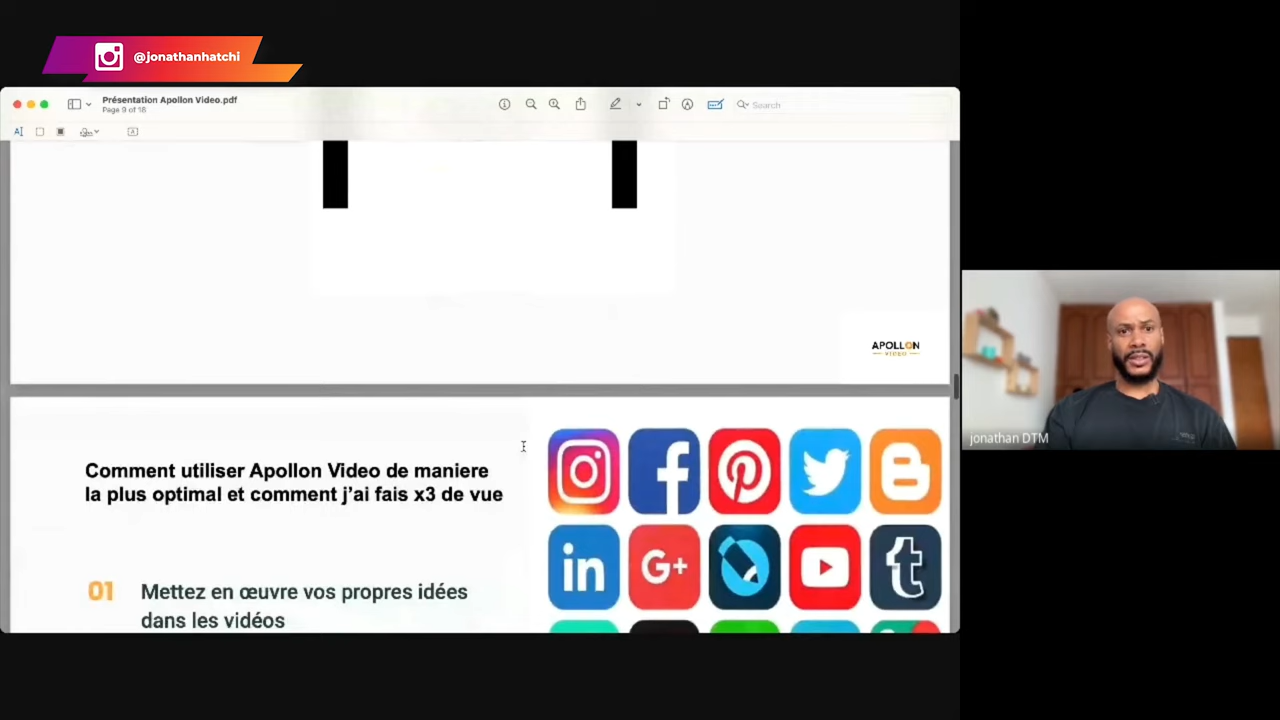 @jonathanhatchi
Présentation Apollon Video.pdf
Page 9 of 18
Search
APOLLON
Comment utiliser Apollon Video de maniere
la plus optimal et comment j'ai fais x3 de vue
01 Mettez en œuvre vos propres idées
dans les vidéos
in
G+
jonathan DTM